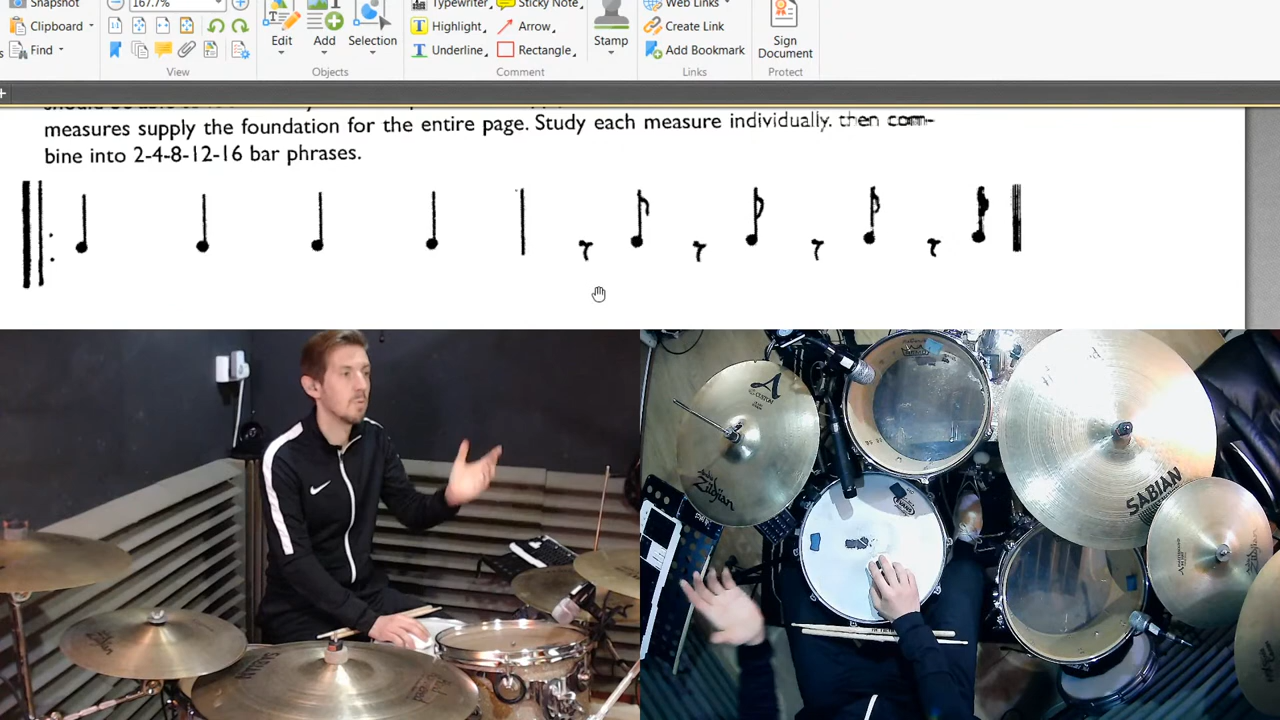 Snapshot
167.7%
Typewriter
Sticky Note
Web Links
Clipboard
Highlight
Arrow
Create Link
Find
Edit
Add
Selection
Underline
Rectangle
Stamp
Add Bookmark
Sign
Document
View
Objects
Comment
Links
Protect
measures supply the foundation for the entire page. Study each measure individually. then com-
bine into 2-4-8-12-16 bar phrases.
A
CUSTOM
Zildjian
SABIAN
SABIAN